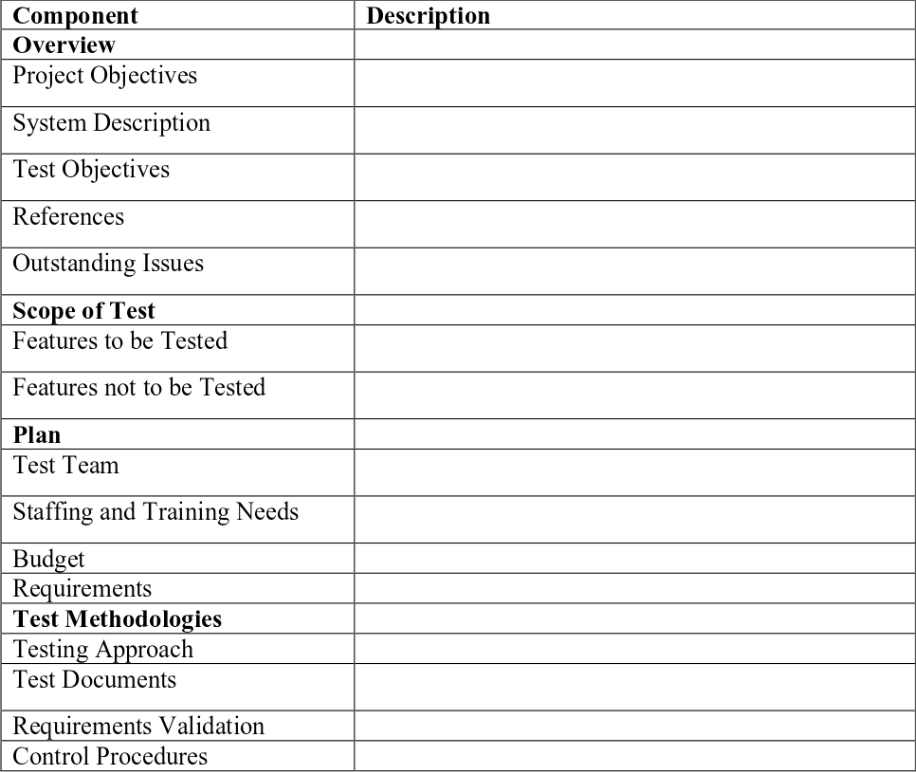 Component Description
Overview
Project Objectives
System Description
Test Objectives
References
Outstanding Issues
Scope of Test
Features to be Tested
Features not to be Tested
Plan
Test Team
Staffing and Training Needs
Budget
Requirements
Test Methodologies
Testing Approach
Test Documents
Requirements Validation
Control Procedures